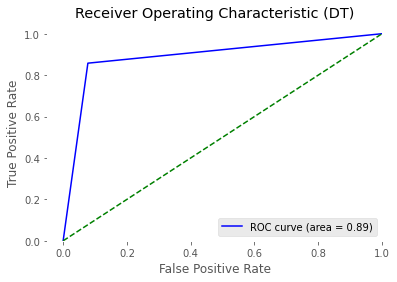 Receiver Operating Characteristic (DT)
1.0
0.8
0.6
0.4
0.2
0.0
True Positive Rate
ROC curve (area = 0.89)
0.0 0.2 0.4 0.6 0.8 1.0
False Positive Rate